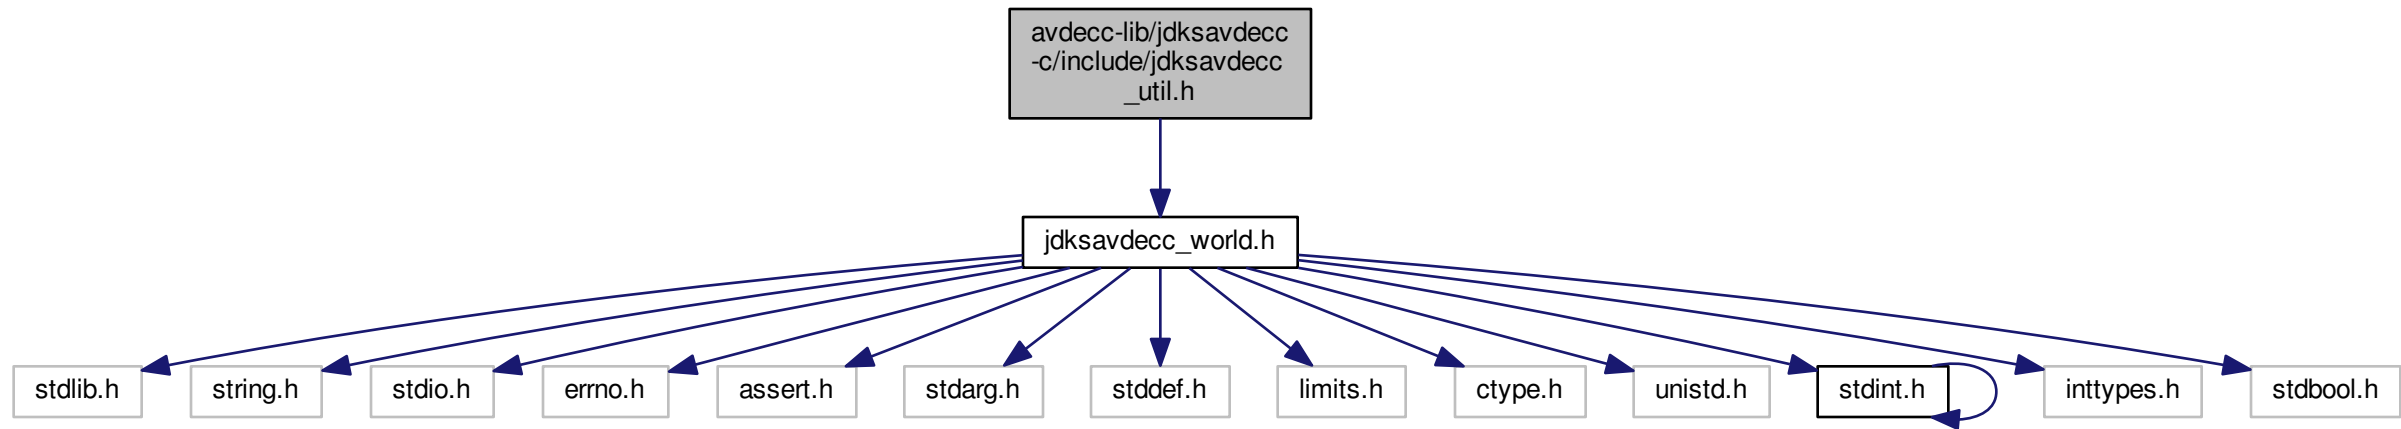 avdecc-lib/jdksavdecc
-c/include/jdksavdecc
_util.h
jdksavdecc_world.h
stdlib.h
string.h
stdio.h
errno.h
assert.h
stdarg.h
stddef.h
limits.h
ctype.h
unistd.h
stdint.h
inttypes.h
stdbool.h